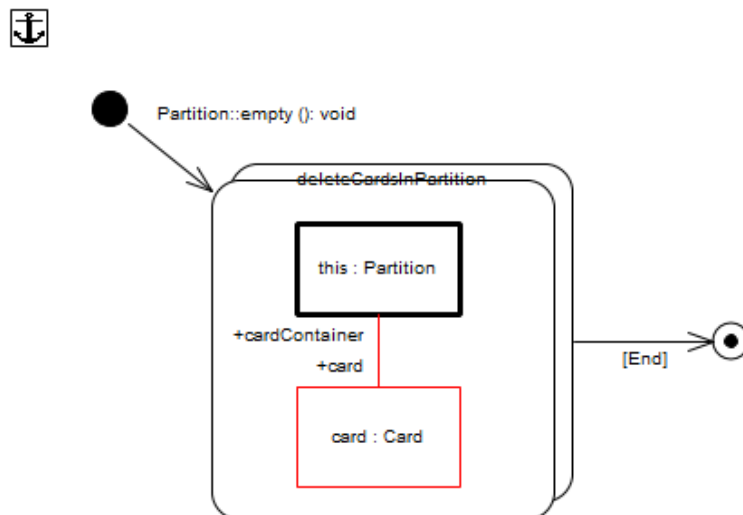 Partition::empty (): void
deleteCardsInPartition
this : Partition
+cardContainer
+card
[End]
card : Card